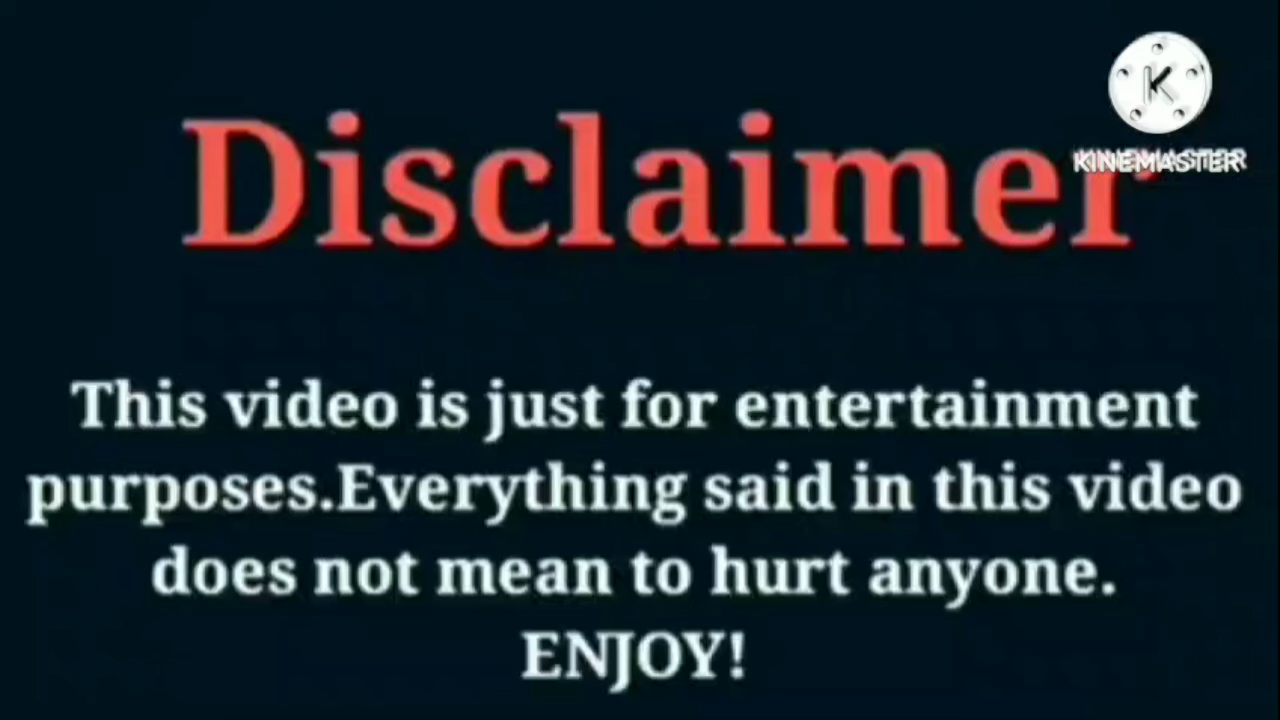 K
KINEMASTER
Disclaimer
This video is just for entertainment
purposes.Everything said in this video
does not mean to hurt anyone.
ENJOY!